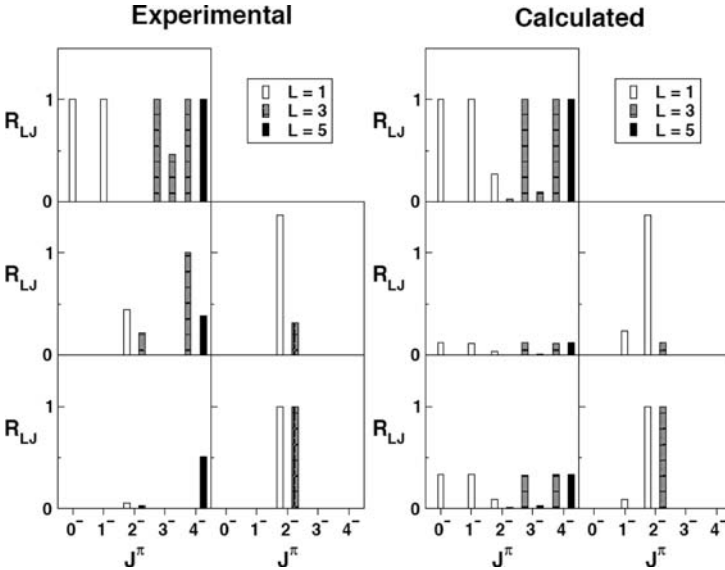 Experimental
Calculated
L = 1
L = 3
L = 5
L = 1
L = 3
L = 5
R_LJ
1
0
R_LJ
1
0
R_LJ
1
0
R_LJ
1
0
R_LJ
1
0
R_LJ
1
0
0⁻ 1⁻ 2⁻ 3⁻ 4⁻ 0⁻ 1⁻ 2⁻ 3⁻ 4⁻
0⁻ 1⁻ 2⁻ 3⁻ 4⁻ 0⁻ 1⁻ 2⁻ 3⁻ 4⁻
J^π J^π
J^π J^π